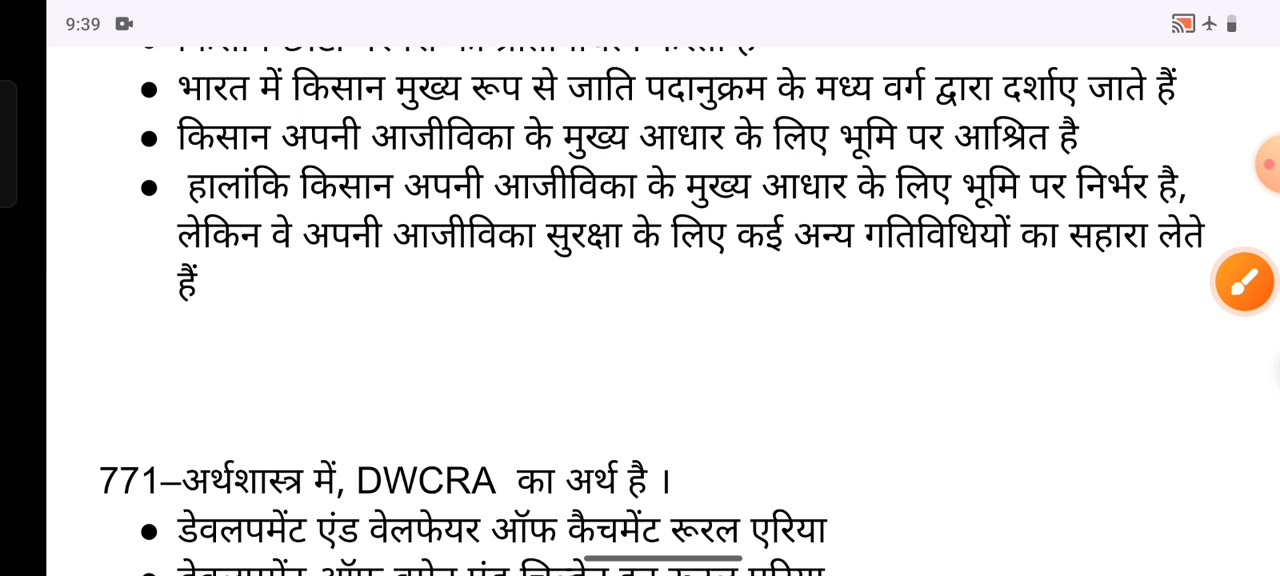 9:39
● भारत में किसान मुख्य रूप से जाति पदानुक्रम के मध्य वर्ग द्वारा दर्शाए जाते हैं
● किसान अपनी आजीविका के मुख्य आधार के लिए भूमि पर आश्रित है
● हालांकि किसान अपनी आजीविका के मुख्य आधार के लिए भूमि पर निर्भर है,
लेकिन वे अपनी आजीविका सुरक्षा के लिए कई अन्य गतिविधियों का सहारा लेते
हैं
771–अर्थशास्त्र में, DWCRA का अर्थ है ।
● डेवलपमेंट एंड वेलफेयर ऑफ कैचमेंट रूरल एरिया